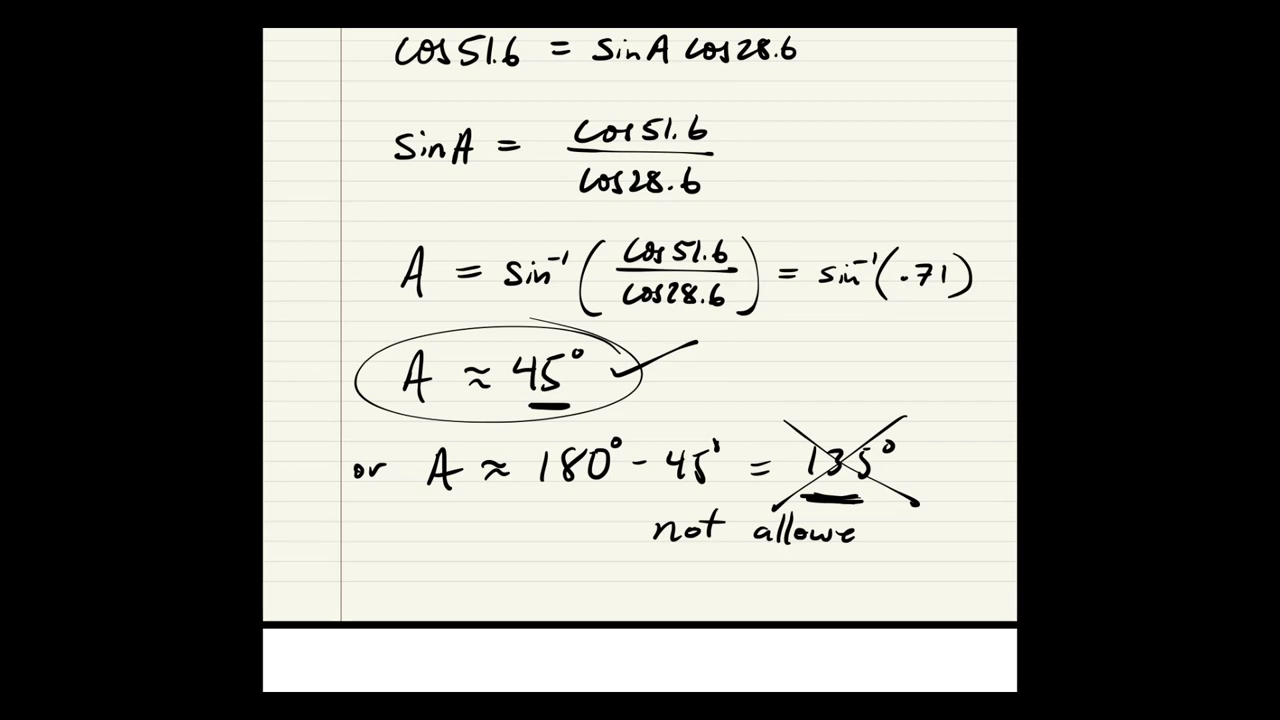 cos 51.6 = sin A cos 28.6
sin A = cos 51.6 / cos 28.6
A = sin⁻¹ ( cos 51.6 / cos 28.6 ) = sin⁻¹ ( .71 )
A ≈ 45°
or A ≈ 180° - 45° = 135°
not allowe